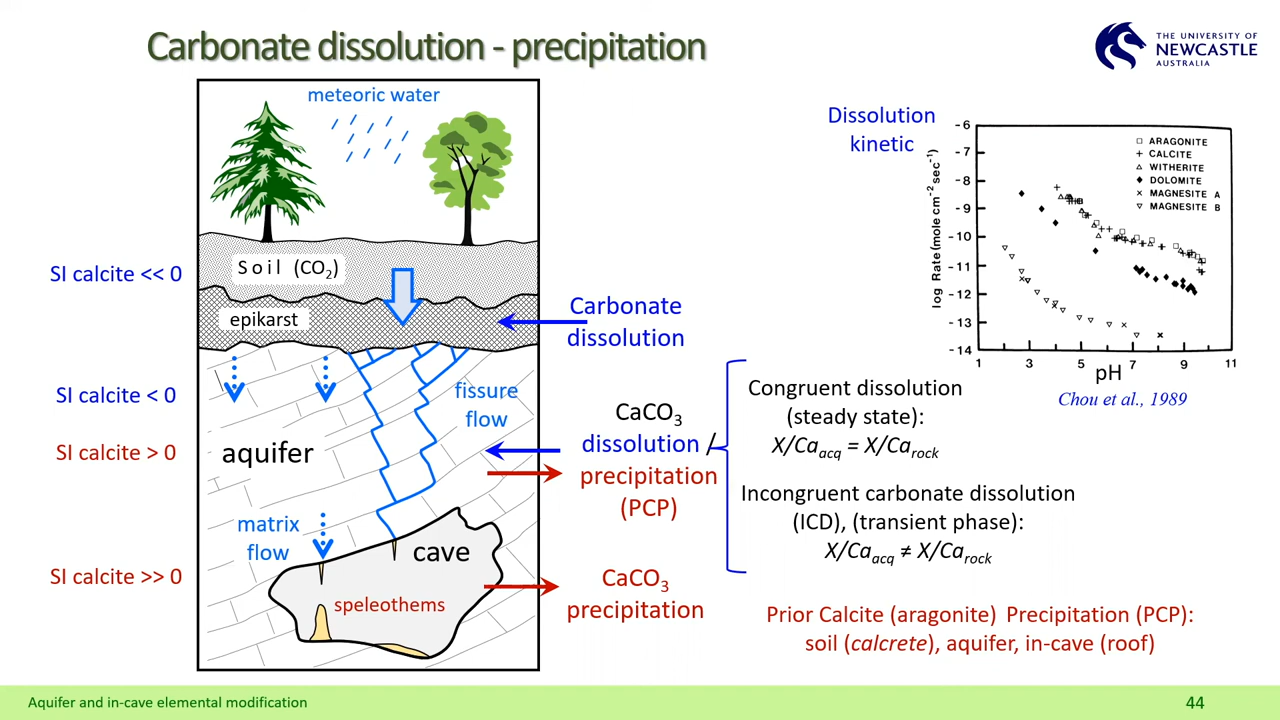 Carbonate dissolution - precipitation
THE UNIVERSITY OF
NEWCASTLE
AUSTRALIA
meteoric water
Soil (CO₂)
epikarst
fissure
flow
aquifer
matrix
flow
cave
speleothems
SI calcite << 0
SI calcite < 0
SI calcite > 0
SI calcite >> 0
Carbonate
dissolution
CaCO₃
dissolution /
precipitation
(PCP)
CaCO₃
precipitation
Congruent dissolution
(steady state):
X/Ca_acq = X/Ca_rock
Incongruent carbonate dissolution
(ICD), (transient phase):
X/Ca_acq ≠ X/Ca_rock
Prior Calcite (aragonite) Precipitation (PCP):
soil (calcrete), aquifer, in-cave (roof)
Dissolution
kinetic
log Rate (mole cm⁻² sec⁻¹)
-6
-7
-8
-9
-10
-11
-12
-13
-14
□ ARAGONITE
+ CALCITE
△ WITHERITE
◆ DOLOMITE
× MAGNESITE A
▽ MAGNESITE B
1 3 5 7 9 11
pH
Chou et al., 1989
Aquifer and in-cave elemental modification
44